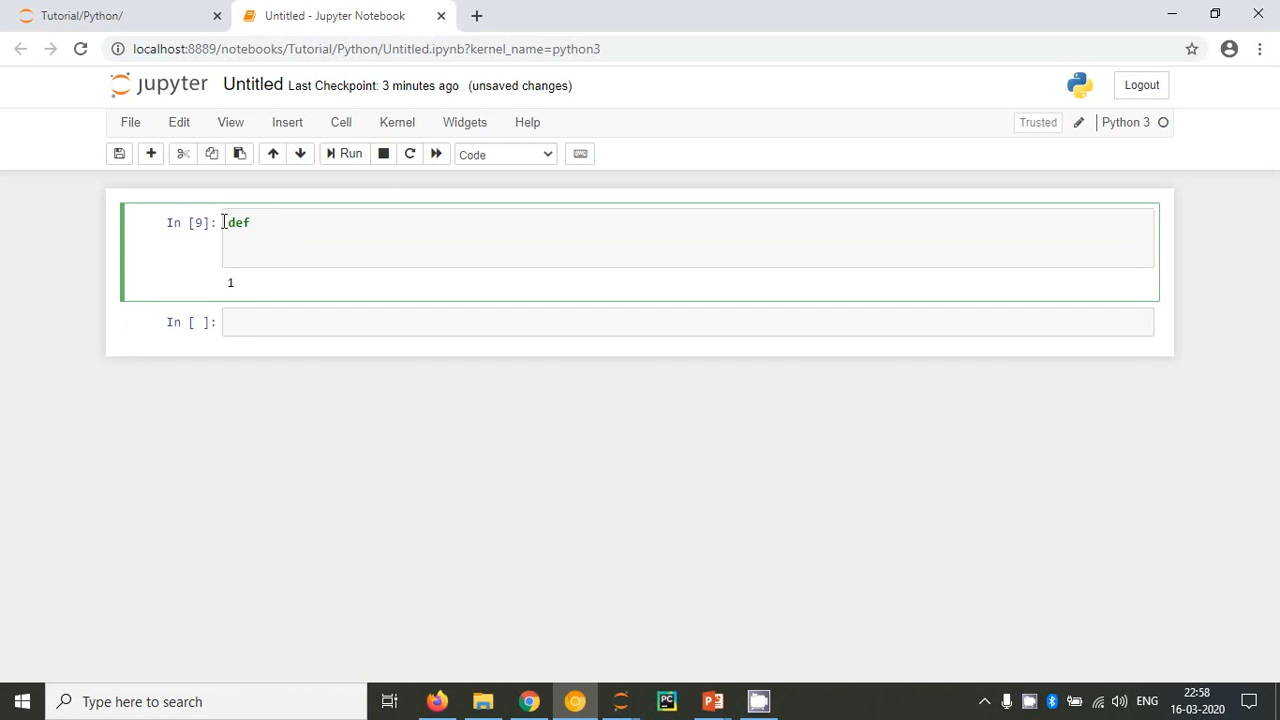 Tutorial/Python/
Untitled - Jupyter Notebook
localhost:8889/notebooks/Tutorial/Python/Untitled.ipynb?kernel_name=python3
jupyter Untitled Last Checkpoint: 3 minutes ago (unsaved changes)
Logout
File Edit View Insert Cell Kernel Widgets Help
Trusted
Python 3
Run
Code
In [9]: def
1
In [ ]:
Type here to search
PC
ENG
22:58
16-03-2020